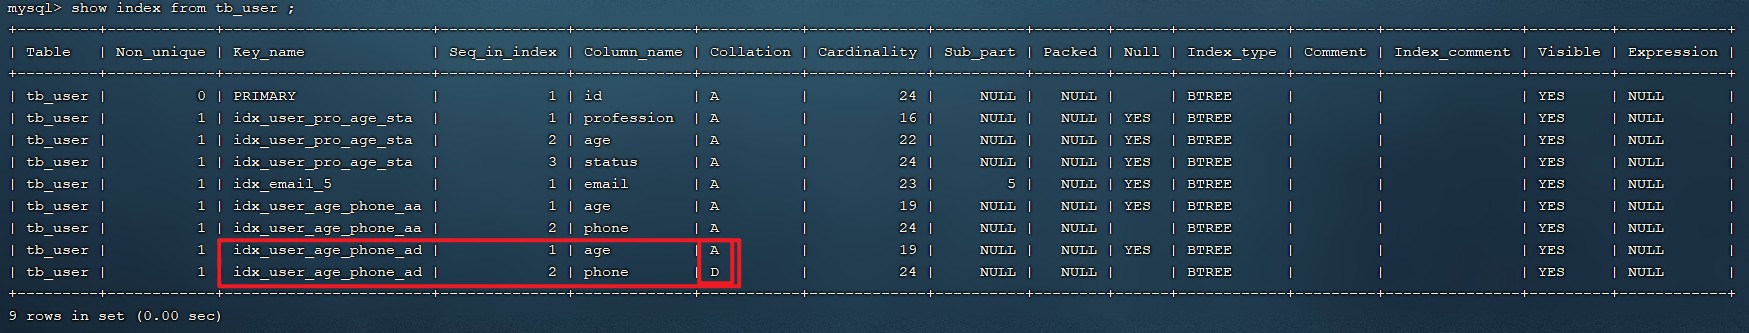 mysql> show index from tb_user ;
+---------+------------+----------------------+--------------+-------------+-----------+-------------+----------+--------+------+------------+---------+---------------+---------+------------+
| Table   | Non_unique | Key_name             | Seq_in_index | Column_name | Collation | Cardinality | Sub_part | Packed | Null | Index_type | Comment | Index_comment | Visible | Expression |
+---------+------------+----------------------+--------------+-------------+-----------+-------------+----------+--------+------+------------+---------+---------------+---------+------------+
| tb_user |          0 | PRIMARY              |            1 | id          | A         |          24 |     NULL |   NULL |      | BTREE      |         |               | YES     | NULL       |
| tb_user |          1 | idx_user_pro_age_sta |            1 | profession  | A         |          16 |     NULL |   NULL | YES  | BTREE      |         |               | YES     | NULL       |
| tb_user |          1 | idx_user_pro_age_sta |            2 | age         | A         |          22 |     NULL |   NULL | YES  | BTREE      |         |               | YES     | NULL       |
| tb_user |          1 | idx_user_pro_age_sta |            3 | status      | A         |          24 |     NULL |   NULL | YES  | BTREE      |         |               | YES     | NULL       |
| tb_user |          1 | idx_email_5          |            1 | email       | A         |          23 |        5 |   NULL | YES  | BTREE      |         |               | YES     | NULL       |
| tb_user |          1 | idx_user_age_phone_aa |            1 | age         | A         |          19 |     NULL |   NULL | YES  | BTREE      |         |               | YES     | NULL       |
| tb_user |          1 | idx_user_age_phone_aa |            2 | phone       | A         |          24 |     NULL |   NULL |      | BTREE      |         |               | YES     | NULL       |
| tb_user |          1 | idx_user_age_phone_ad |            1 | age         | A         |          19 |     NULL |   NULL | YES  | BTREE      |         |               | YES     | NULL       |
| tb_user |          1 | idx_user_age_phone_ad |            2 | phone       | D         |          24 |     NULL |   NULL |      | BTREE      |         |               | YES     | NULL       |
+---------+------------+----------------------+--------------+-------------+-----------+-------------+----------+--------+------+------------+---------+---------------+---------+------------+
9 rows in set (0.00 sec)